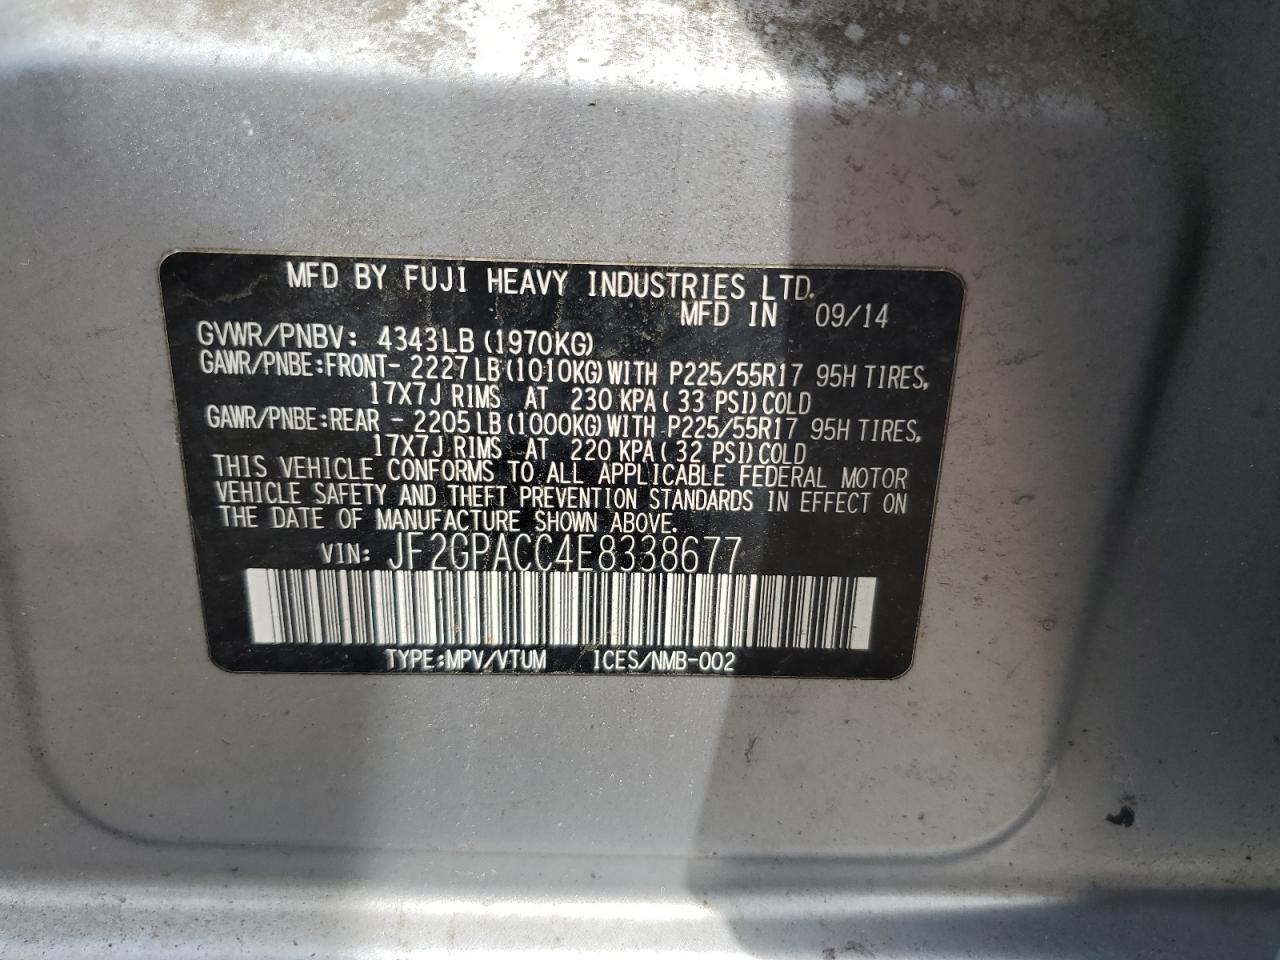 MFD BY FUJI HEAVY INDUSTRIES LTD.
MFD IN 09/14
GVWR/PNBV: 4343LB (1970KG)
GAWR/PNBE:FRONT- 2227LB(1010KG)WITH P225/55R17 95H TIRES,
17X7J RIMS AT 230 KPA(33 PSI)COLD
GAWR/PNBE:REAR - 2205LB(1000KG)WITH P225/55R17 95H TIRES,
17X7J RIMS AT 220 KPA(32 PSI)COLD
THIS VEHICLE CONFORMS TO ALL APPLICABLE FEDERAL MOTOR
VEHICLE SAFETY AND THEFT PREVENTION STANDARDS IN EFFECT ON
THE DATE OF MANUFACTURE SHOWN ABOVE.
VIN: JF2GPACC4E8338677
TYPE:MPV/VTUM ICES/NMB-002